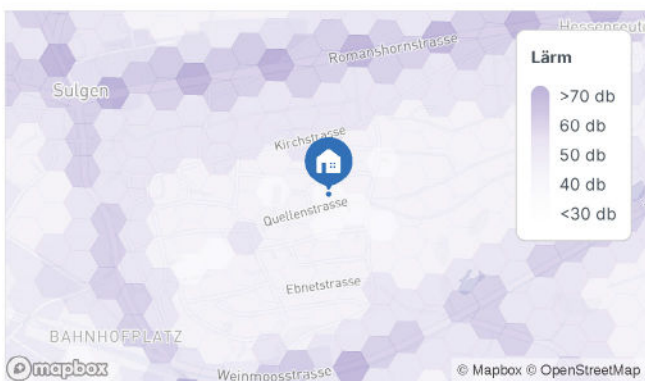 Hessenreuti
Romanshornstrasse
Lärm
>70 db
60 db
50 db
40 db
<30 db
Sulgen
Kirchstrasse
Quellenstrasse
Ebnetstrasse
BAHNHOFPLATZ
mapbox
Weinmoosstrasse
© Mapbox © OpenStreetMap